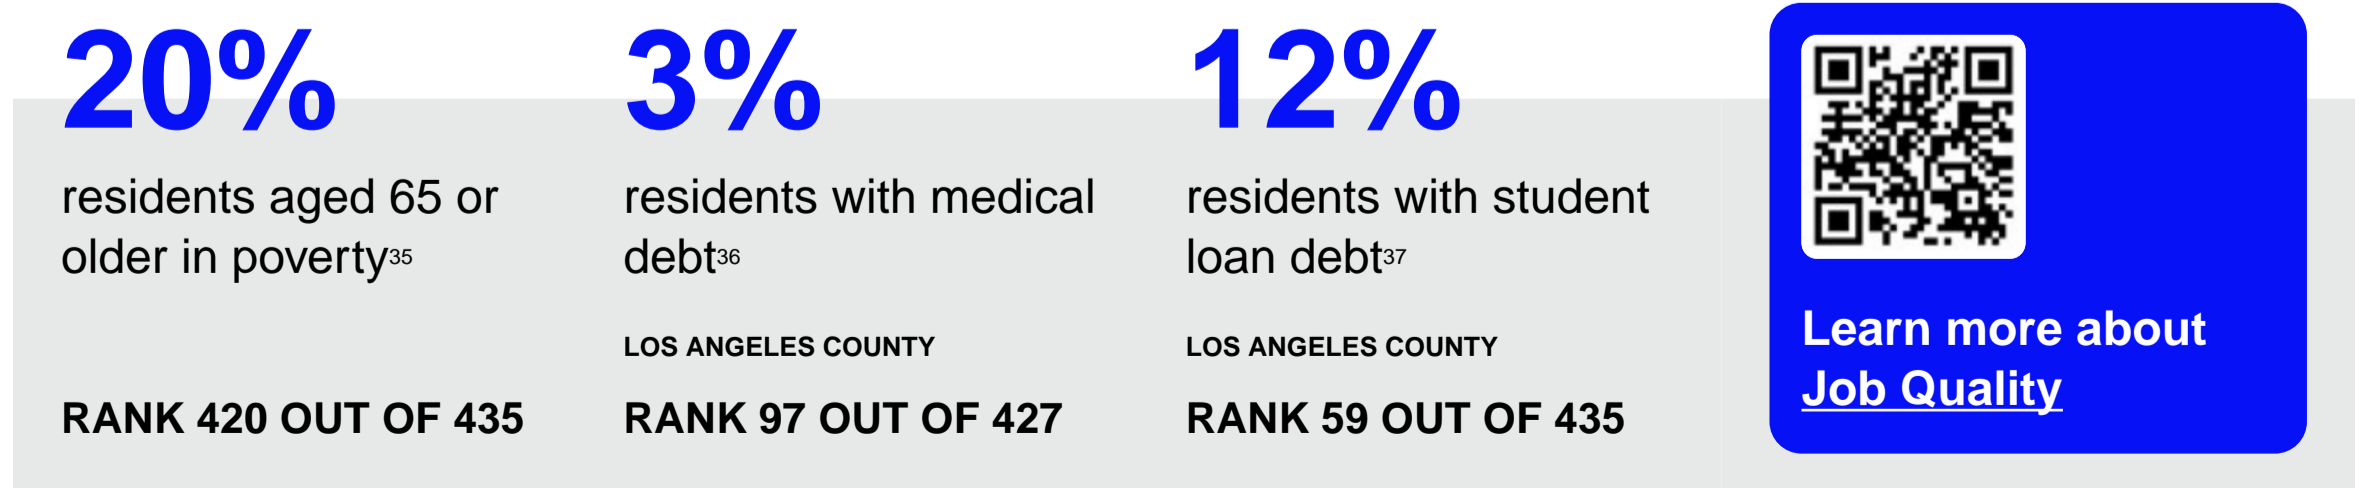 20%
residents aged 65 or
older in poverty35
RANK 420 OUT OF 435
3%
residents with medical
debt36
LOS ANGELES COUNTY
RANK 97 OUT OF 427
12%
residents with student
loan debt37
LOS ANGELES COUNTY
RANK 59 OUT OF 435
Learn more about
Job Quality